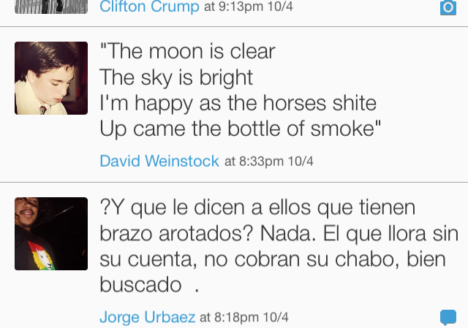 Clifton Crump at 9:13pm 10/4
"The moon is clear
The sky is bright
I'm happy as the horses shite
Up came the bottle of smoke"
David Weinstock at 8:33pm 10/4
?Y que le dicen a ellos que tienen
brazo arotados? Nada. El que llora sin
su cuenta, no cobran su chabo, bien
buscado .
Jorge Urbaez at 8:18pm 10/4